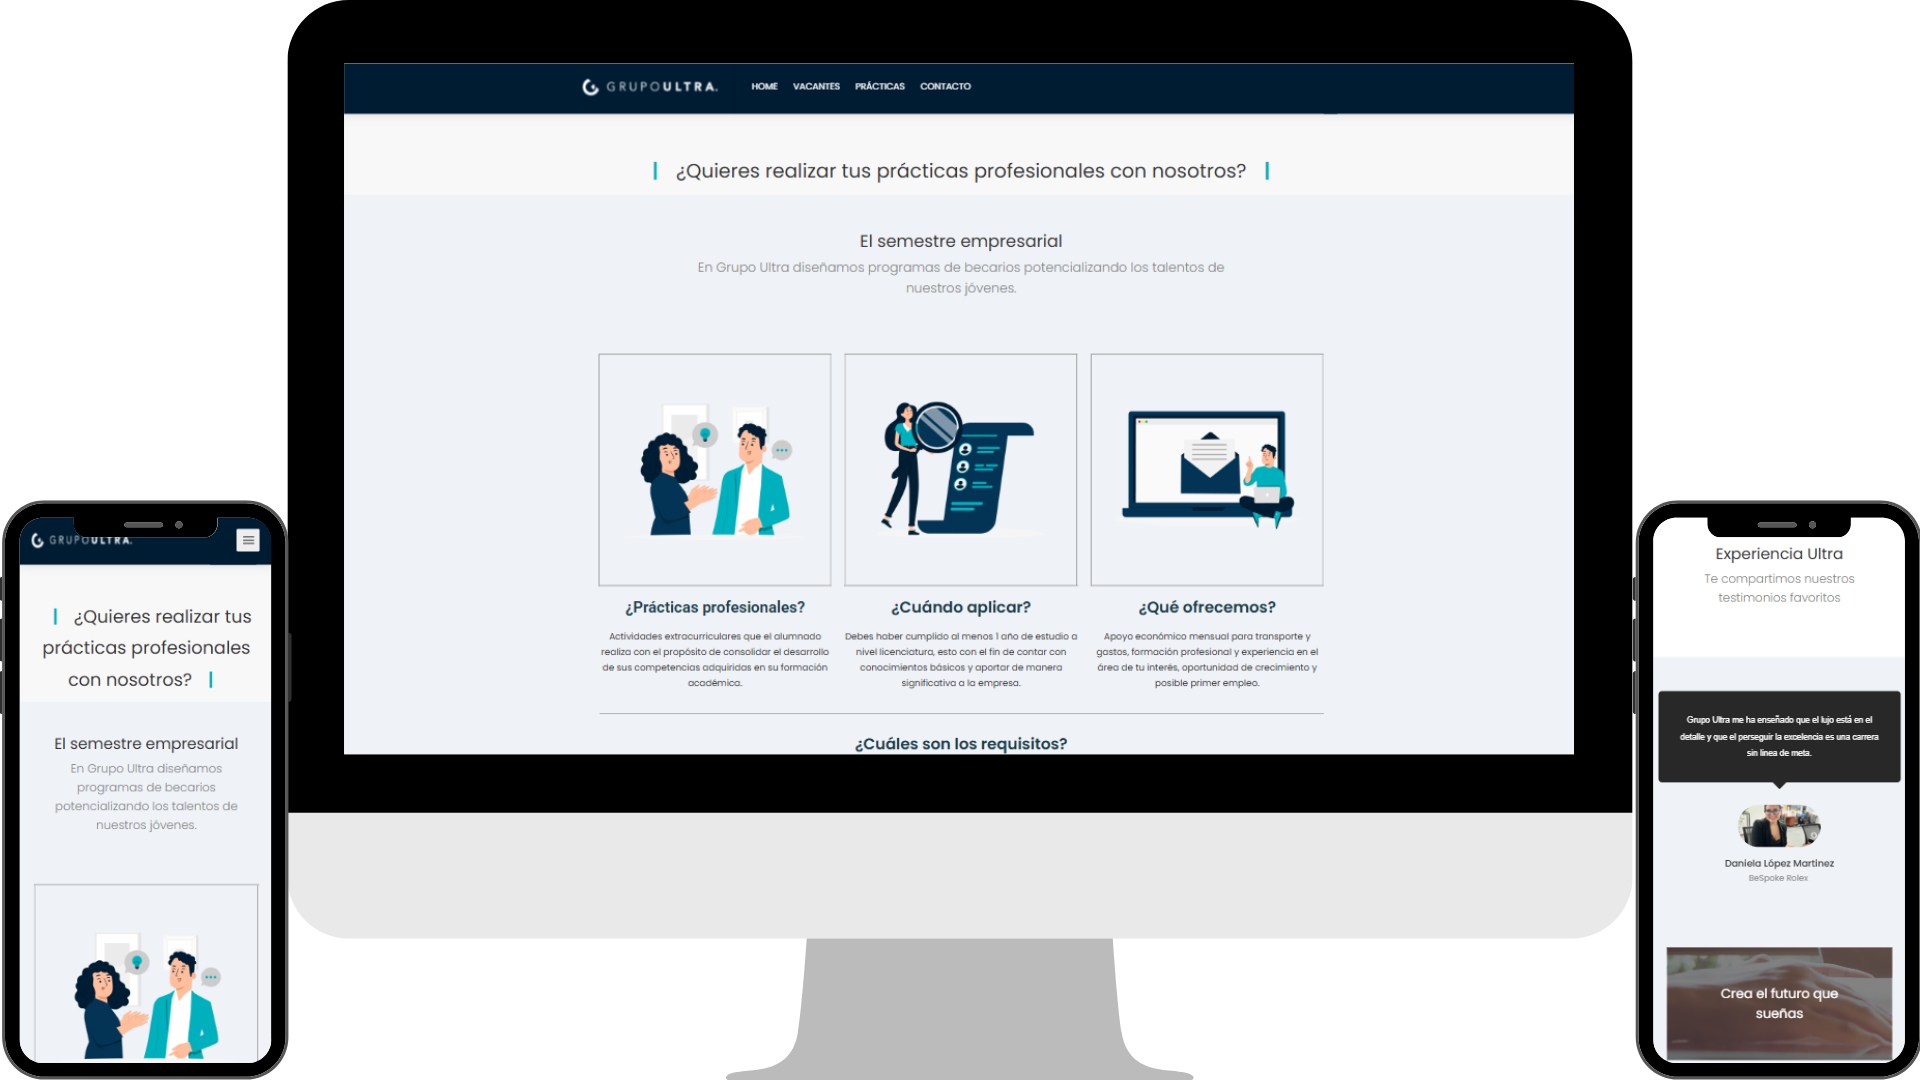 GRUPOULTRA.
HOME VACANTES PRÁCTICAS CONTACTO
¿Quieres realizar tus prácticas profesionales con nosotros?
El semestre empresarial
En Grupo Ultra diseñamos programas de becarios potencializando los talentos de
nuestros jóvenes.
¿Prácticas profesionales?
Actividades extracurriculares que el alumnado
realiza con el propósito de consolidar el desarrollo
de sus competencias adquiridas en su formación
académica.
¿Cuándo aplicar?
Debes haber cumplido al menos 1 año de estudio a
nivel licenciatura, esto con el fin de contar con
conocimientos básicos y aportar de manera
significativa a la empresa.
¿Qué ofrecemos?
Apoyo económico mensual para transporte y
gastos, formación profesional y experiencia en el
área de tu interés, oportunidad de crecimiento y
posible primer empleo.
¿Cuáles son los requisitos?
GRUPOULTRA.
¿Quieres realizar tus
prácticas profesionales
con nosotros?
El semestre empresarial
En Grupo Ultra diseñamos
programas de becarios
potencializando los talentos de
nuestros jóvenes.
Experiencia Ultra
Te compartimos nuestros
testimonios favoritos
Grupo Ultra me ha enseñado que el lujo está en el
detalle y que el perseguir la excelencia es una carrera
sin linea de meta.
Daniela López Martinez
BeSpoke Rolex
Crea el futuro que
sueñas